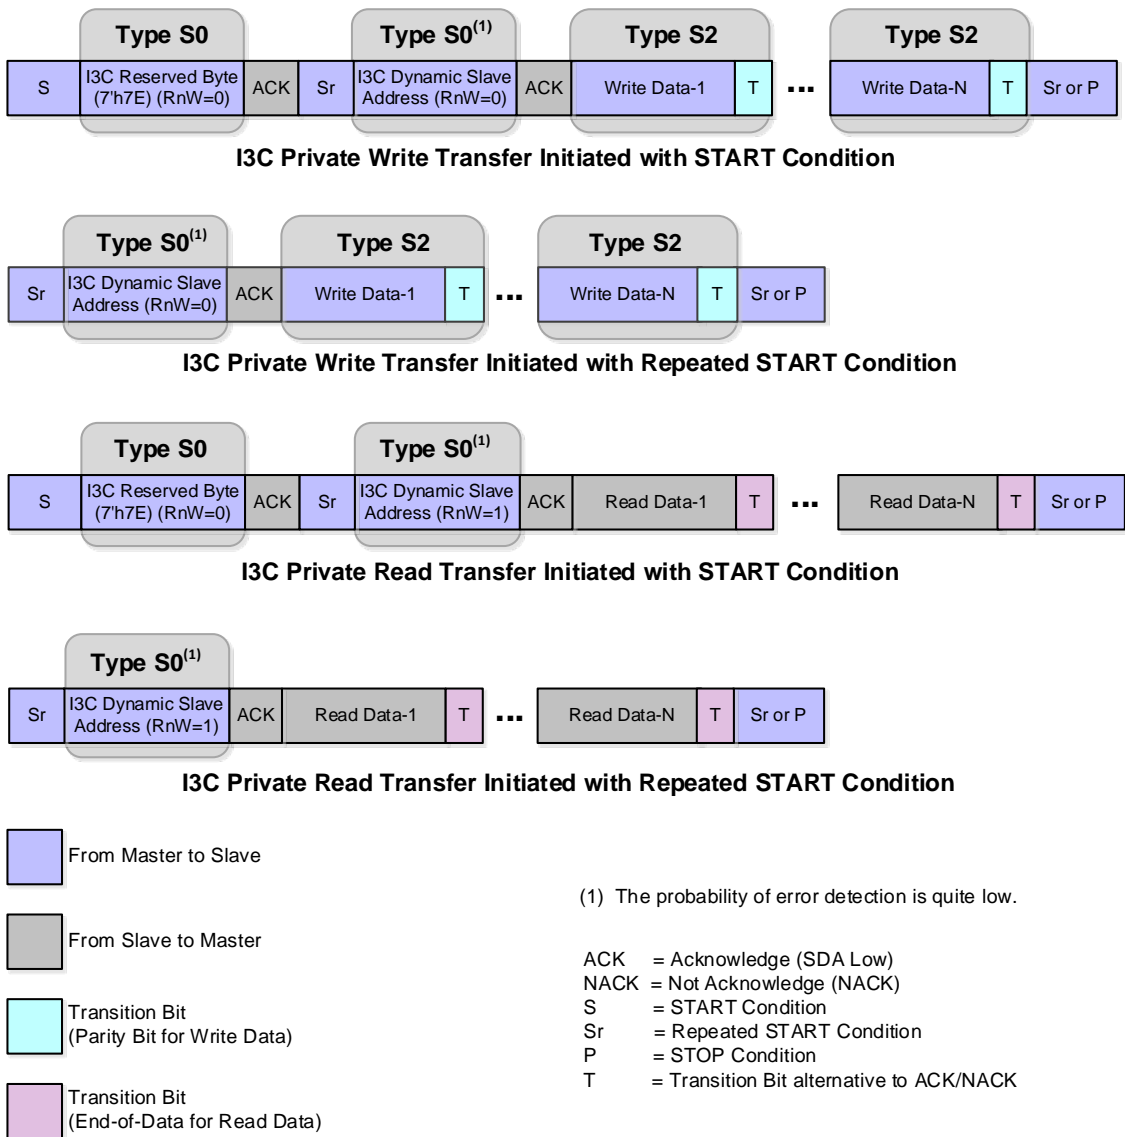 Type S0 Type S0(1) Type S2 Type S2
S I3C Reserved Byte (7'h7E) (RnW=0) ACK Sr I3C Dynamic Slave Address (RnW=0) ACK Write Data-1 T ... Write Data-N T Sr or P
I3C Private Write Transfer Initiated with START Condition
Type S0(1) Type S2 Type S2
Sr I3C Dynamic Slave Address (RnW=0) ACK Write Data-1 T ... Write Data-N T Sr or P
I3C Private Write Transfer Initiated with Repeated START Condition
Type S0 Type S0(1)
S I3C Reserved Byte (7'h7E) (RnW=0) ACK Sr I3C Dynamic Slave Address (RnW=1) ACK Read Data-1 T ... Read Data-N T Sr or P
I3C Private Read Transfer Initiated with START Condition
Type S0(1)
Sr I3C Dynamic Slave Address (RnW=1) ACK Read Data-1 T ... Read Data-N T Sr or P
I3C Private Read Transfer Initiated with Repeated START Condition
From Master to Slave
From Slave to Master
Transition Bit
(Parity Bit for Write Data)
Transition Bit
(End-of-Data for Read Data)
(1) The probability of error detection is quite low.
ACK = Acknowledge (SDA Low)
NACK = Not Acknowledge (NACK)
S = START Condition
Sr = Repeated START Condition
P = STOP Condition
T = Transition Bit alternative to ACK/NACK